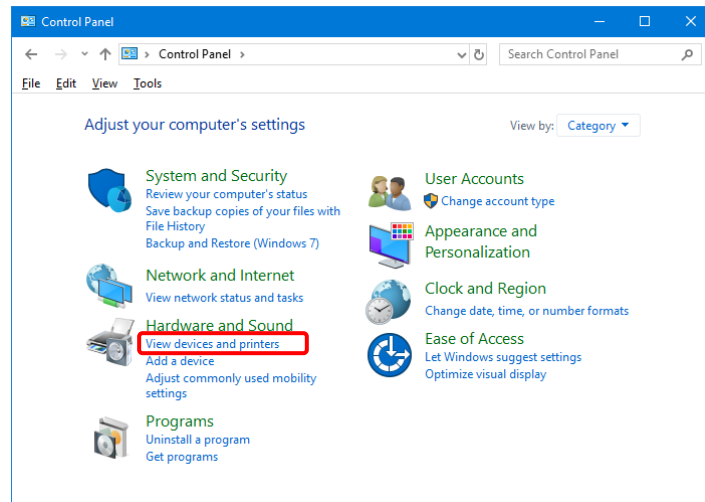 Control Panel
Control Panel
Search Control Panel
File Edit View Tools
Adjust your computer's settings
View by: Category
System and Security
Review your computer's status
Save backup copies of your files with
File History
Backup and Restore (Windows 7)
Network and Internet
View network status and tasks
Hardware and Sound
View devices and printers
Add a device
Adjust commonly used mobility
settings
Programs
Uninstall a program
Get programs
User Accounts
Change account type
Appearance and
Personalization
Clock and Region
Change date, time, or number formats
Ease of Access
Let Windows suggest settings
Optimize visual display